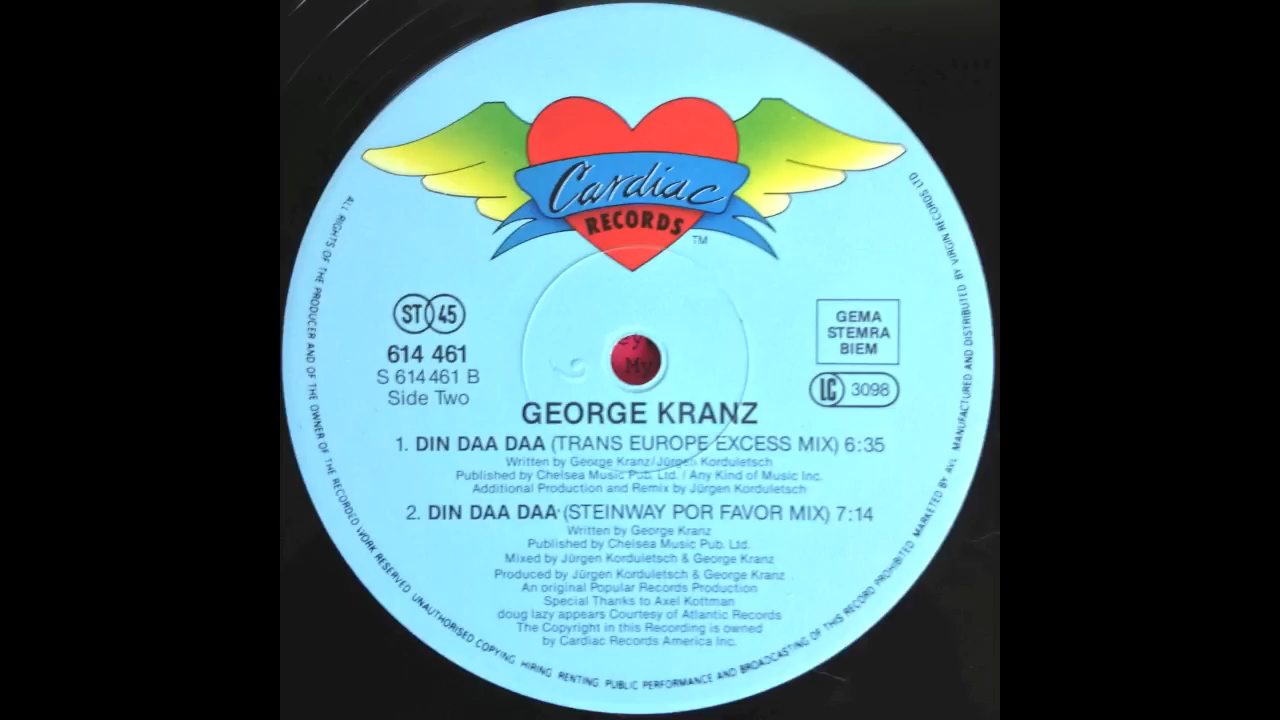 Cardiac
RECORDS
TM
ST 45
614 461
S 614 461 B
Side Two
GEMA
STEMRA
BIEM
LC 3098
GEORGE KRANZ
1. DIN DAA DAA (TRANS EUROPE EXCESS MIX) 6:35
Written by George Kranz/Jürgen Korduletsch
Published by Chelsea Music Pub. Ltd. / Any Kind of Music Inc.
Additional Production and Remix by Jürgen Korduletsch
2. DIN DAA DAA (STEINWAY POR FAVOR MIX) 7:14
Written by George Kranz
Published by Chelsea Music Pub. Ltd.
Mixed by Jürgen Korduletsch & George Kranz
Produced by Jürgen Korduletsch & George Kranz
An original Popular Records Production
Special Thanks to Axel Kottman
doug lazy appears Courtesy of Atlantic Records
The Copyright in this Recording is owned
by Cardiac Records America Inc.
ALL RIGHTS OF THE PRODUCER AND OF THE OWNER OF THE RECORDED WORK RESERVED. UNAUTHORISED COPYING, HIRING, RENTING, PUBLIC PERFORMANCE AND BROADCASTING OF THIS RECORD PROHIBITED. MARKETED BY AVL. MANUFACTURED AND DISTRIBUTED BY VIRGIN RECORDS LTD
My